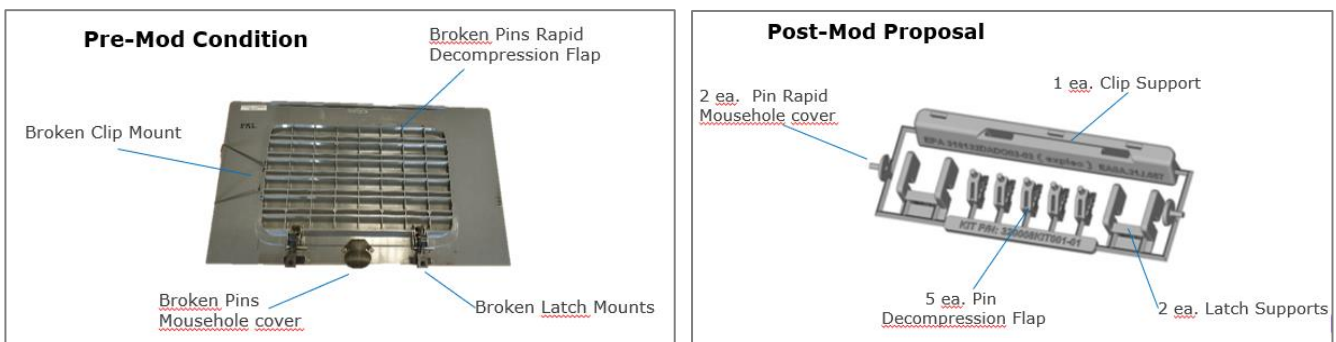 Pre-Mod Condition
Broken Pins Rapid
Decompression Flap
Broken Clip Mount
Broken Pins
Mousehole cover
Broken Latch Mounts
Post-Mod Proposal
1 ea. Clip Support
2 ea. Pin Rapid
Mousehole cover
KIT P/N:
5 ea. Pin
Decompression Flap
2 ea. Latch Supports